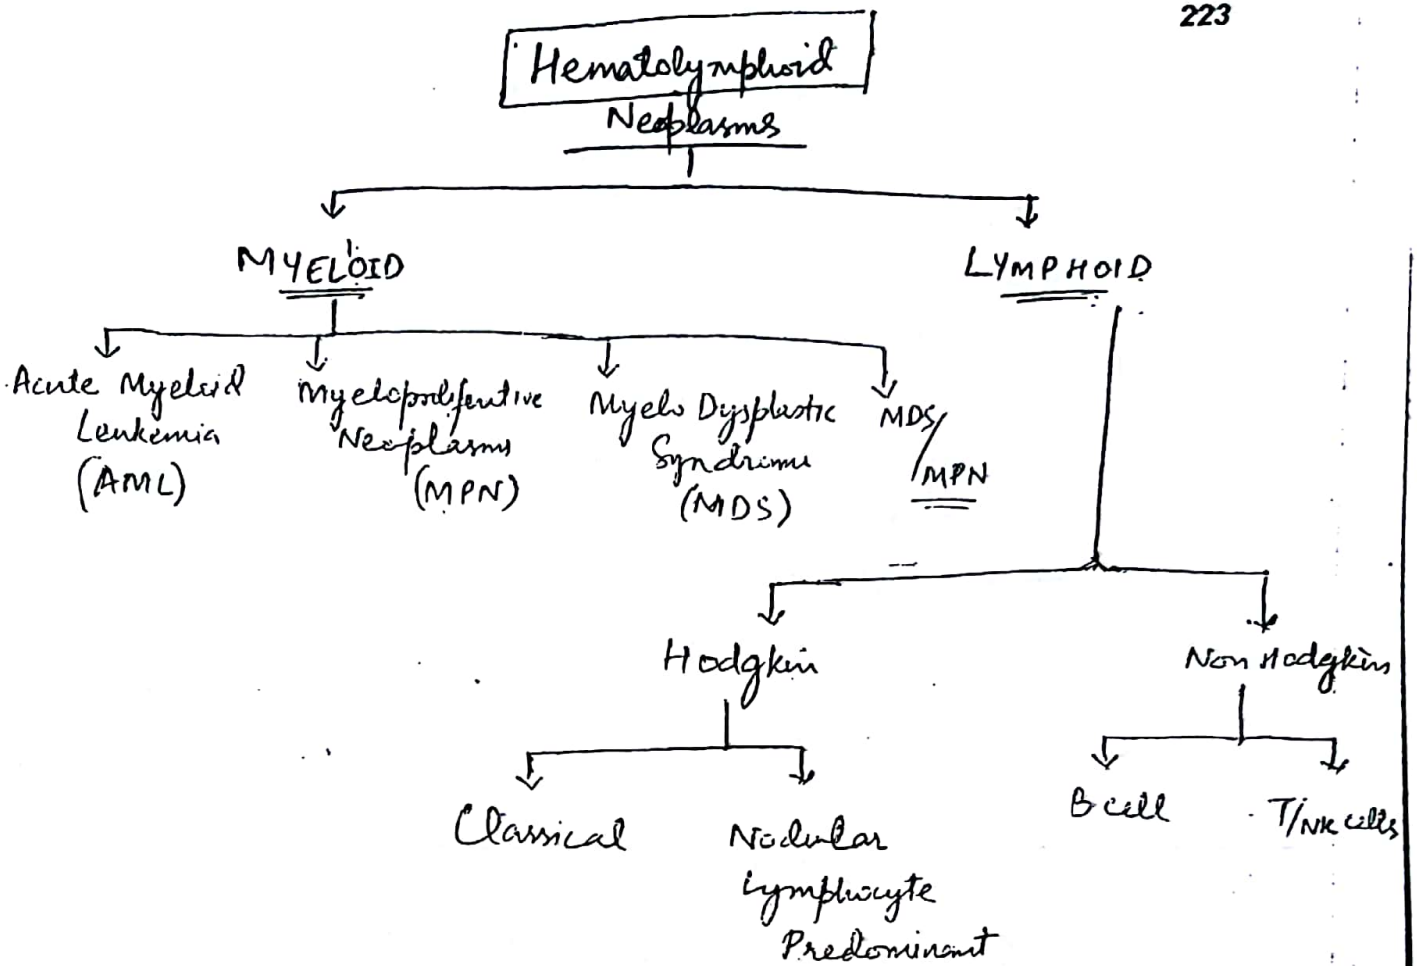 223
Hematolymphoid
Neoplasms
MYELOID
LYMPHOID
Acute Myeloid
Leukemia
(AML)
Myeloproliferative
Neoplasms
(MPN)
Myelo Dysplastic
Syndrome
(MDS)
MDS/
MPN
Hodgkin
Non Hodgkins
Classical
Nodular
Lymphocyte
Predominant
B cell
T/NK cells